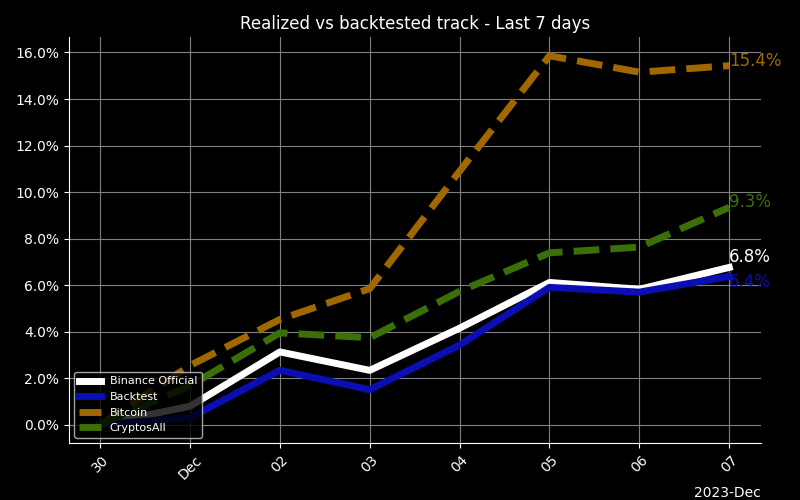 Realized vs backtested track - Last 7 days
16.0%
14.0%
12.0%
10.0%
8.0%
6.0%
4.0%
2.0%
0.0%
15.4%
9.3%
6.8%
6.4%
Binance Official
Backtest
Bitcoin
CryptosAll
30 Dec 02 03 04 05 06 07
2023-Dec